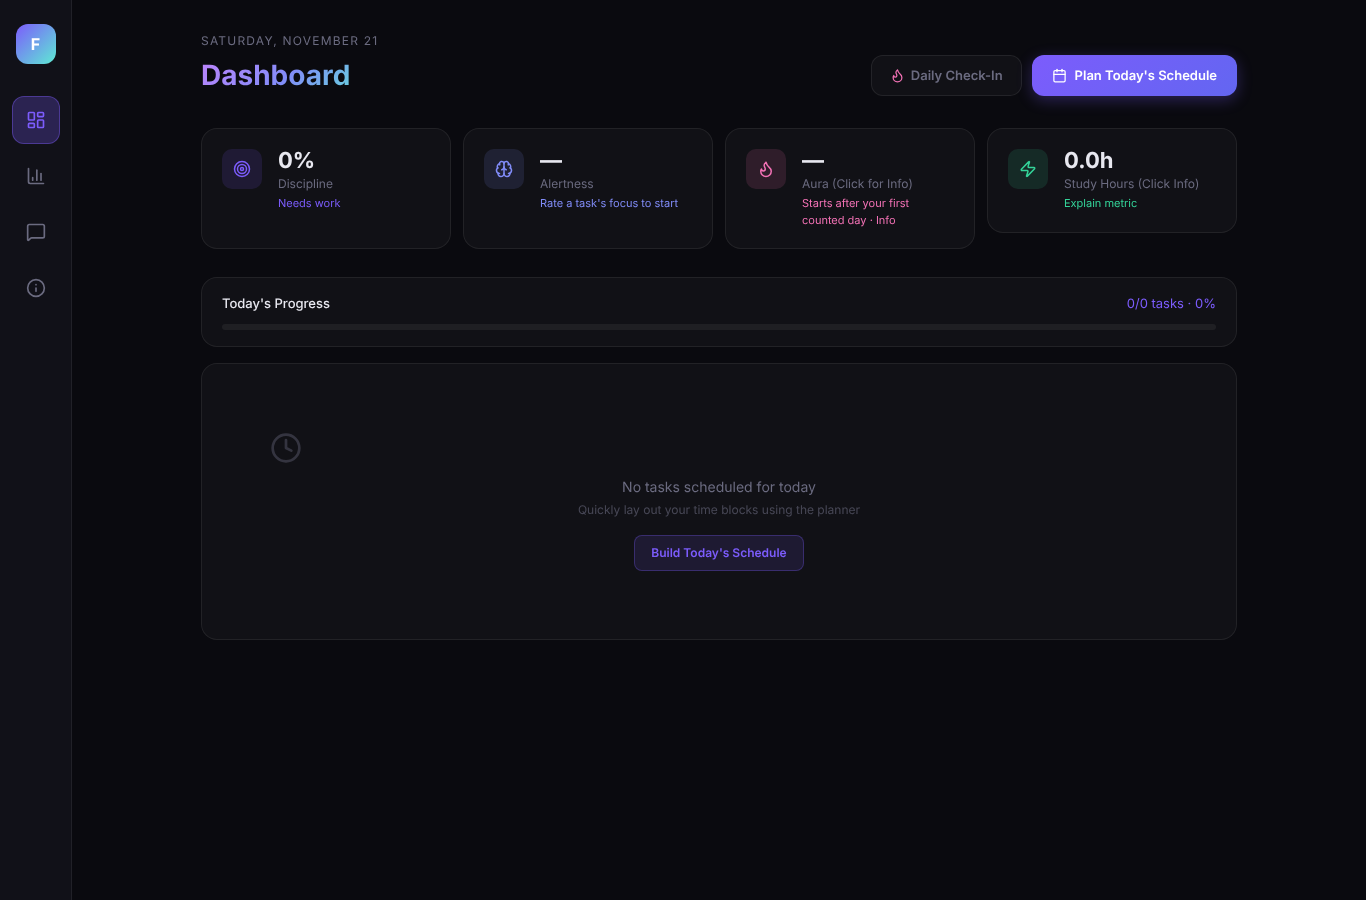 F
SATURDAY, NOVEMBER 21
Dashboard
Daily Check-In
Plan Today's Schedule
0%
Discipline
Needs work
—
Alertness
Rate a task's focus to start
—
Aura (Click for Info)
Starts after your first
counted day · Info
0.0h
Study Hours (Click Info)
Explain metric
Today's Progress
0/0 tasks · 0%
No tasks scheduled for today
Quickly lay out your time blocks using the planner
Build Today's Schedule